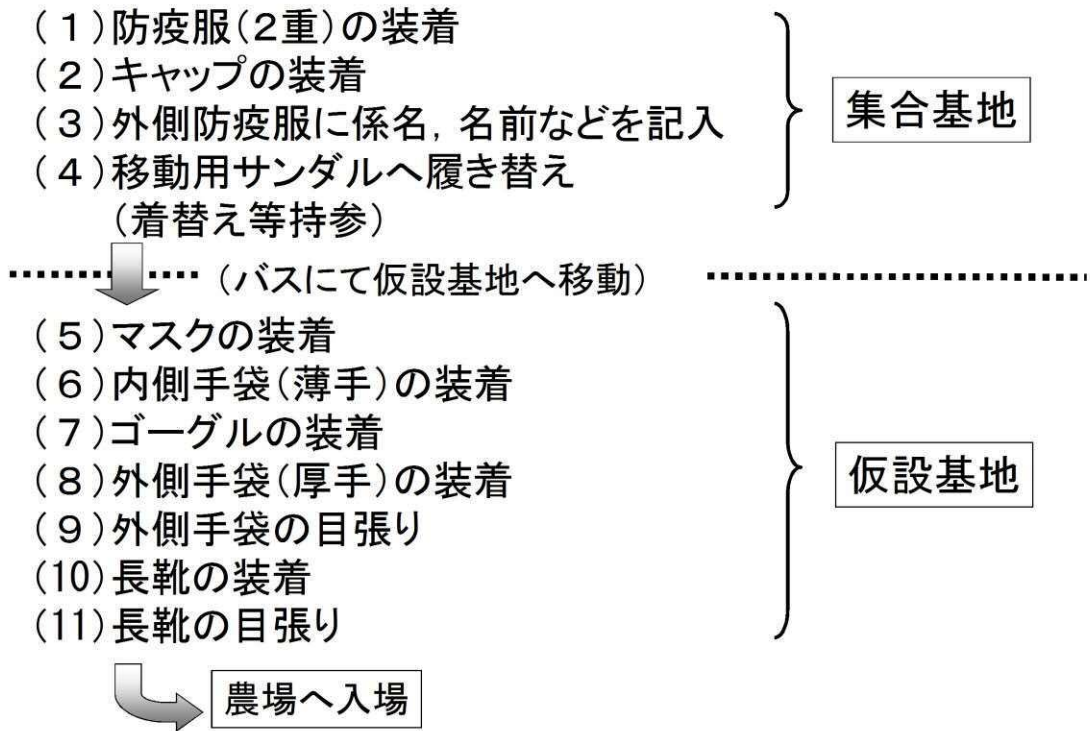 (1)防疫服(2重)の装着
(2)キャップの装着
(3)外側防疫服に係名,名前などを記入
(4)移動用サンダルへ履き替え
(着替え等持参)
集合基地
(バスにて仮設基地へ移動)
(5)マスクの装着
(6)内側手袋(薄手)の装着
(7)ゴーグルの装着
(8)外側手袋(厚手)の装着
(9)外側手袋の目張り
(10)長靴の装着
(11)長靴の目張り
仮設基地
農場へ入場